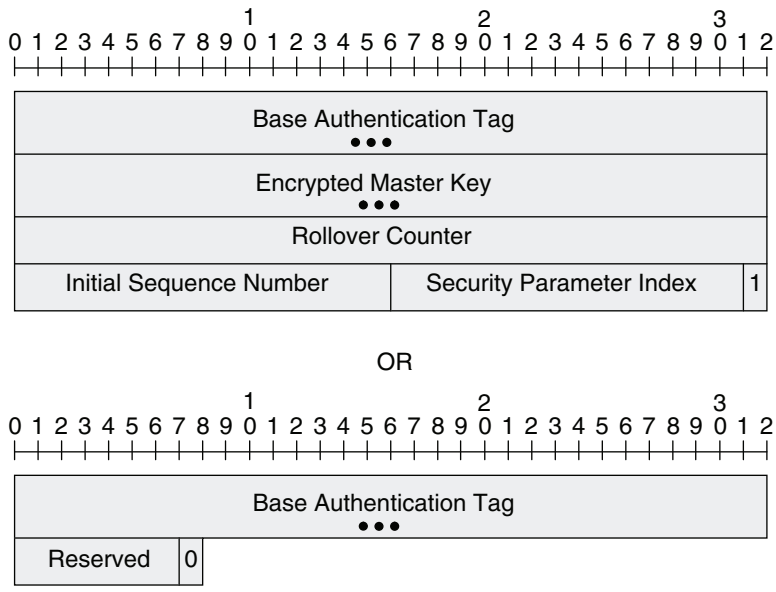 1 2 3
0 1 2 3 4 5 6 7 8 9 0 1 2 3 4 5 6 7 8 9 0 1 2 3 4 5 6 7 8 9 0 1 2
Base Authentication Tag
Encrypted Master Key
Rollover Counter
Initial Sequence Number Security Parameter Index 1
OR
1 2 3
0 1 2 3 4 5 6 7 8 9 0 1 2 3 4 5 6 7 8 9 0 1 2 3 4 5 6 7 8 9 0 1 2
Base Authentication Tag
Reserved 0